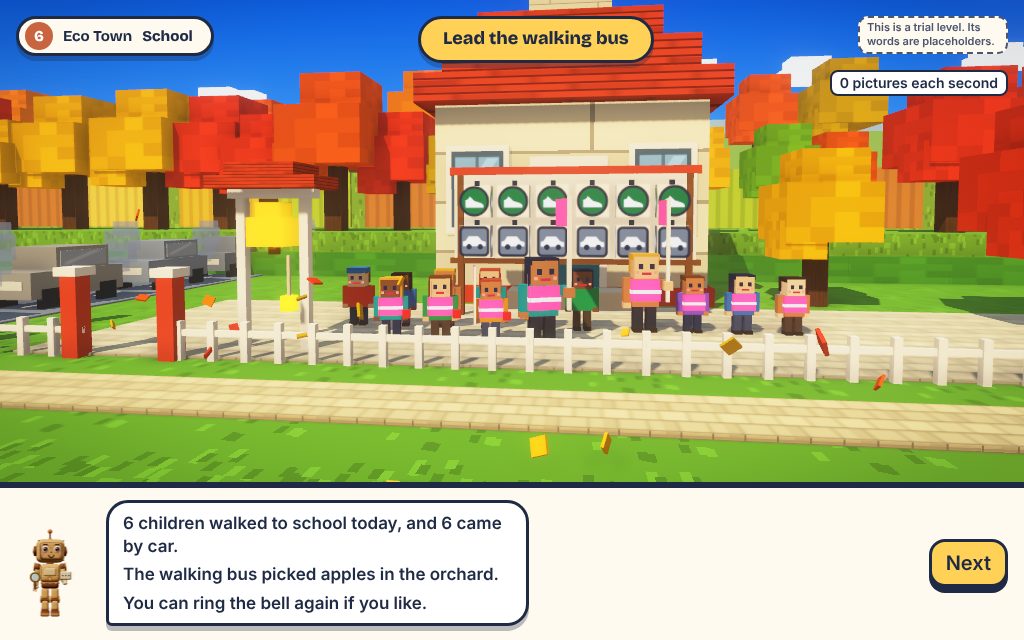 6 Eco Town School
Lead the walking bus
This is a trial level. Its
words are placeholders.
0 pictures each second
6 children walked to school today, and 6 came
by car.
The walking bus picked apples in the orchard.
You can ring the bell again if you like.
Next